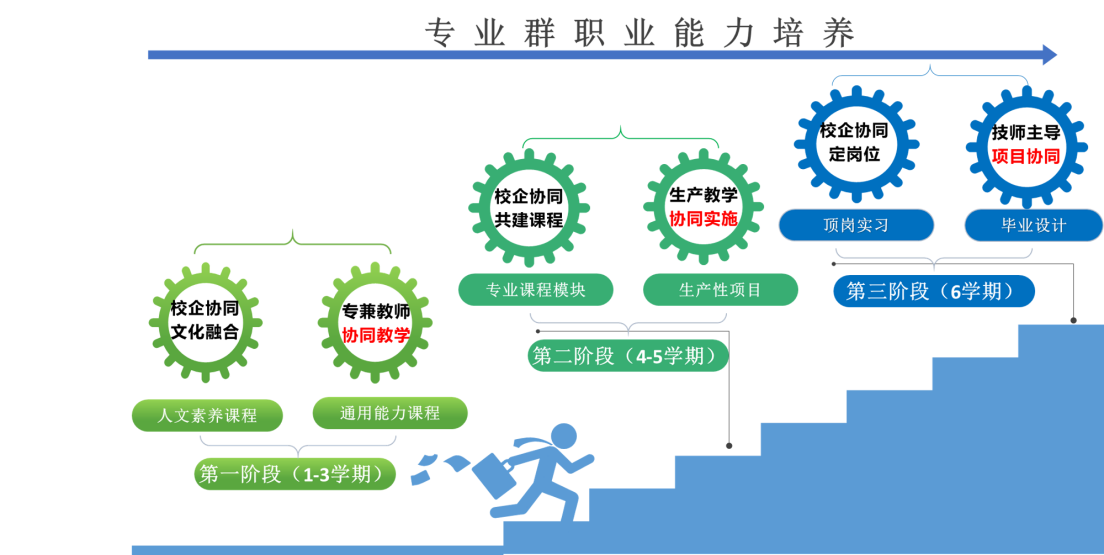 专业群职业能力培养
校企协同
文化融合
专兼教师
协同教学
人文素养课程
通用能力课程
第一阶段（1-3学期）
校企协同
共建课程
生产教学
协同实施
专业课程模块
生产性项目
第二阶段（4-5学期）
校企协同
定岗位
技师主导
项目协同
顶岗实习
毕业设计
第三阶段（6学期）